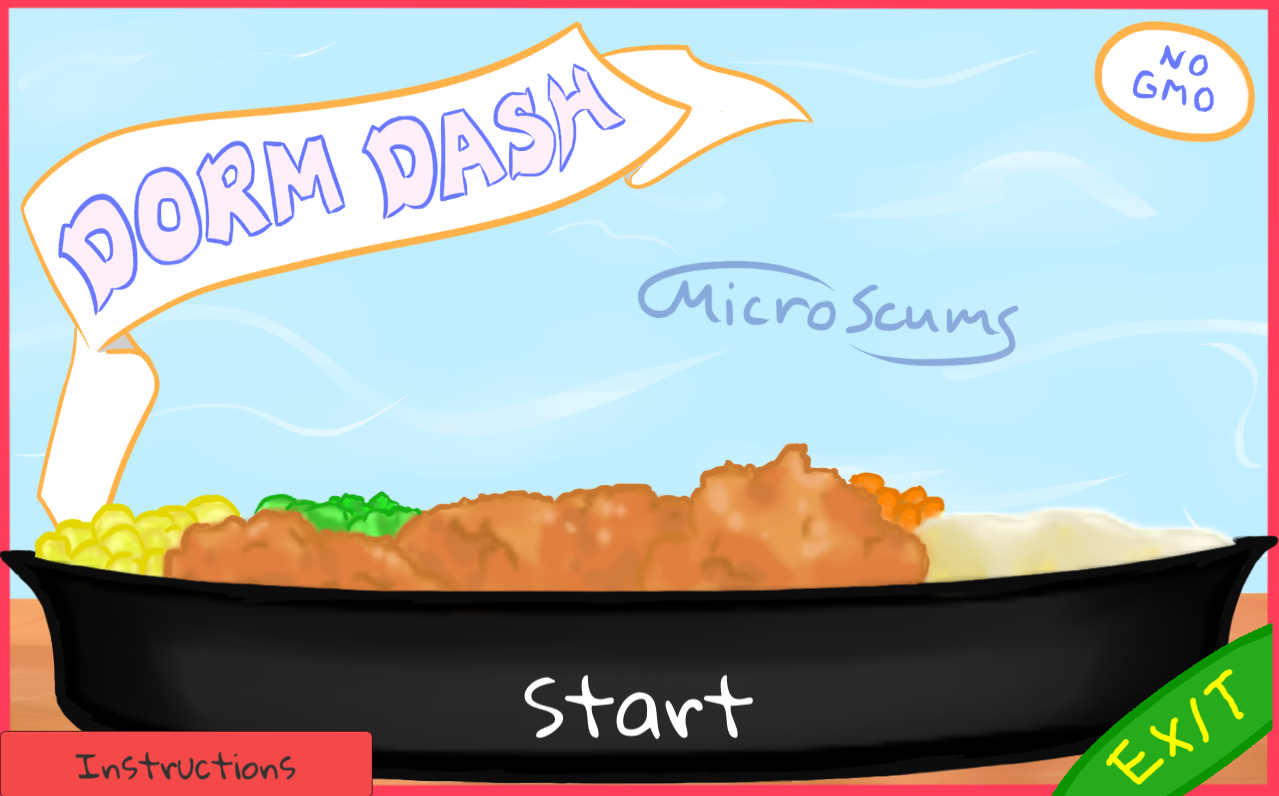 DORM DASH
NO
GMO
MicroScums
Start
Instructions
EXIT